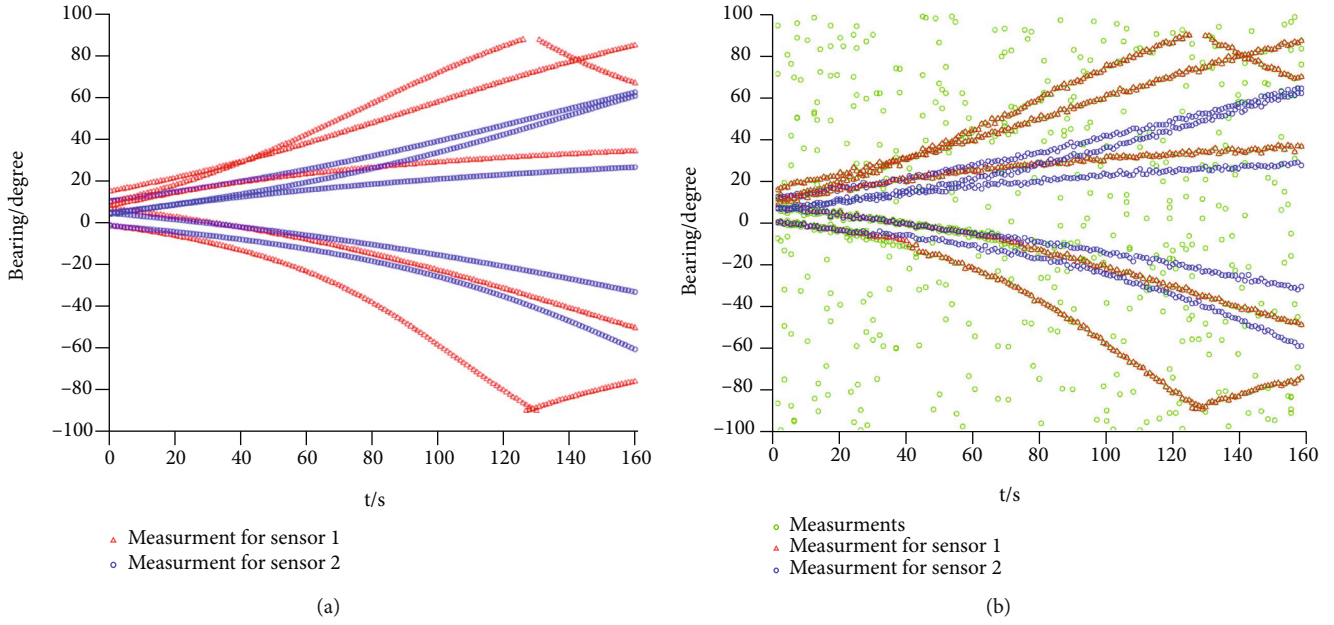 100
80
60
40
20
0
−20
−40
−60
−80
−100
Bearing/degree
0 20 40 60 80 100 120 140 160
t/s
Measurment for sensor 1
Measurment for sensor 2
(a)
100
80
60
40
20
0
−20
−40
−60
−80
−100
Bearing/degree
0 20 40 60 80 100 120 140 160
t/s
Measurments
Measurment for sensor 1
Measurment for sensor 2
(b)